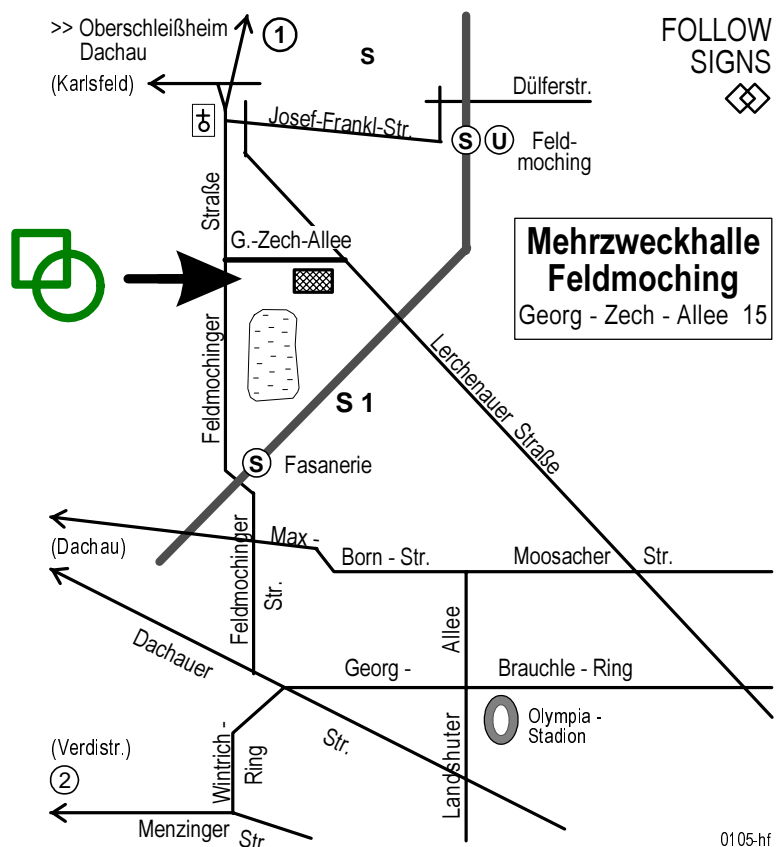 >> Oberschleißheim
Dachau
1
S
FOLLOW
SIGNS
(Karlsfeld)
Dülferstr.
Josef-Frankl-Str.
S U Feld-
moching
Straße
G.-Zech-Allee
Mehrzweckhalle
Feldmoching
Georg - Zech - Allee 15
Feldmochinger
Lerchenauer Straße
S 1
S Fasanerie
(Dachau)
Max -
Born - Str.
Moosacher Str.
Feldmochinger
Str.
Allee
Dachauer
Georg -
Brauchle - Ring
Str.
Olympia -
Stadion
Landshuter
Wintrich -
Ring
(Verdistr.)
2
Menzinger Str
0105-hf